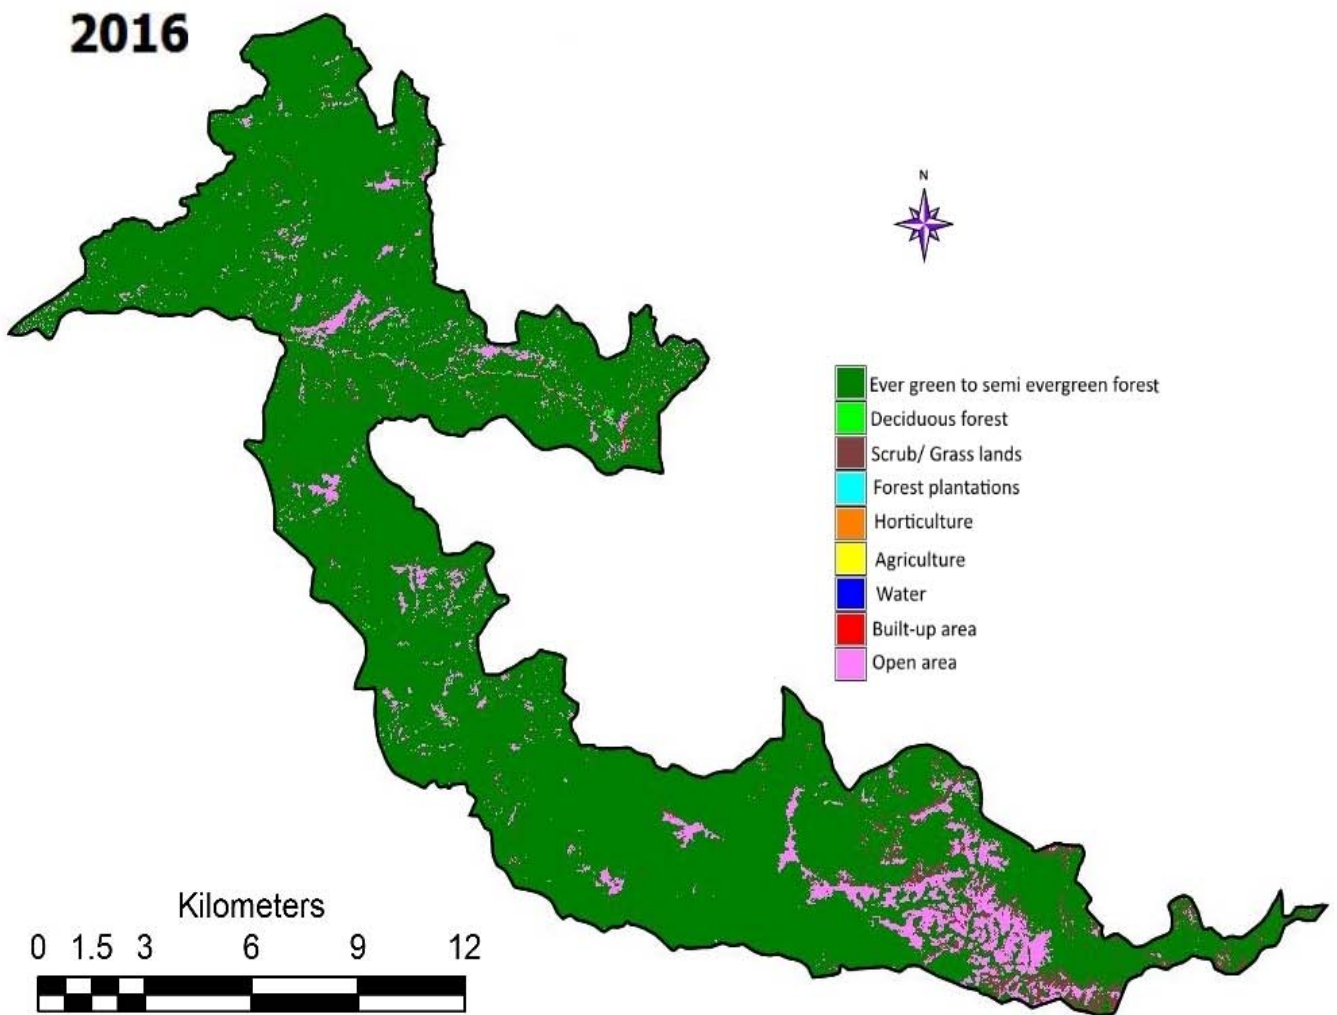 2016
N
Ever green to semi evergreen forest
Deciduous forest
Scrub/ Grass lands
Forest plantations
Horticulture
Agriculture
Water
Built-up area
Open area
Kilometers
0 1.5 3 6 9 12